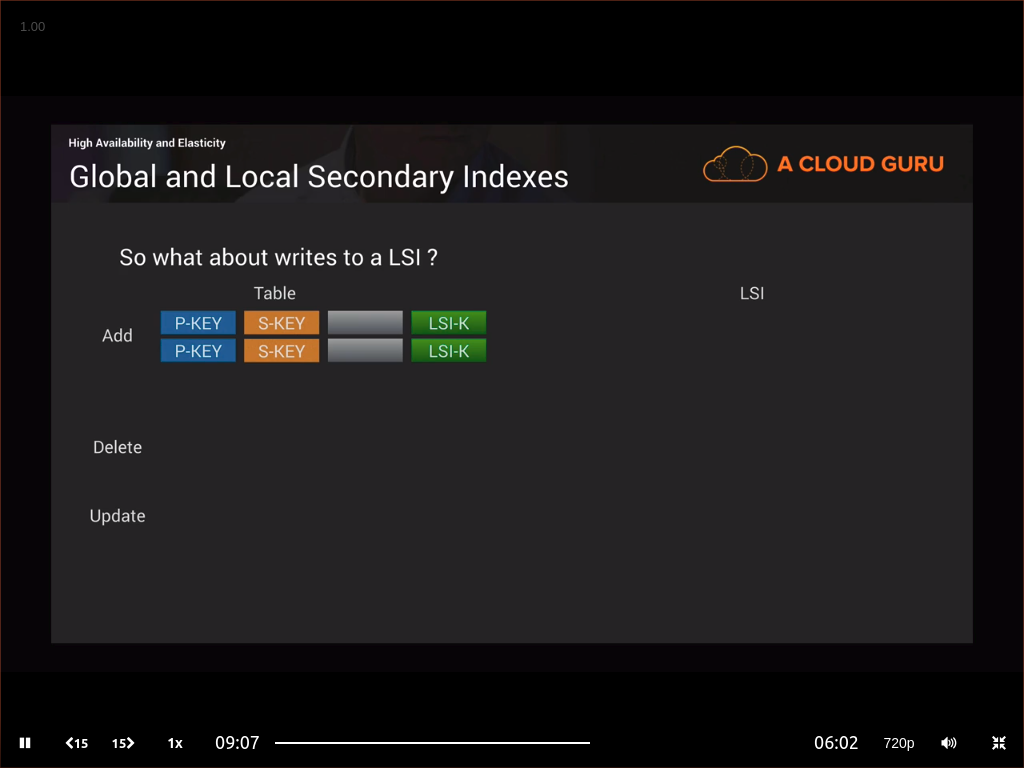 1.00
High Availability and Elasticity
Global and Local Secondary Indexes
A CLOUD GURU
So what about writes to a LSI ?
Table LSI
Add
P-KEY S-KEY LSI-K
P-KEY S-KEY LSI-K
Delete
Update
15 15 1x 09:07 06:02 720p